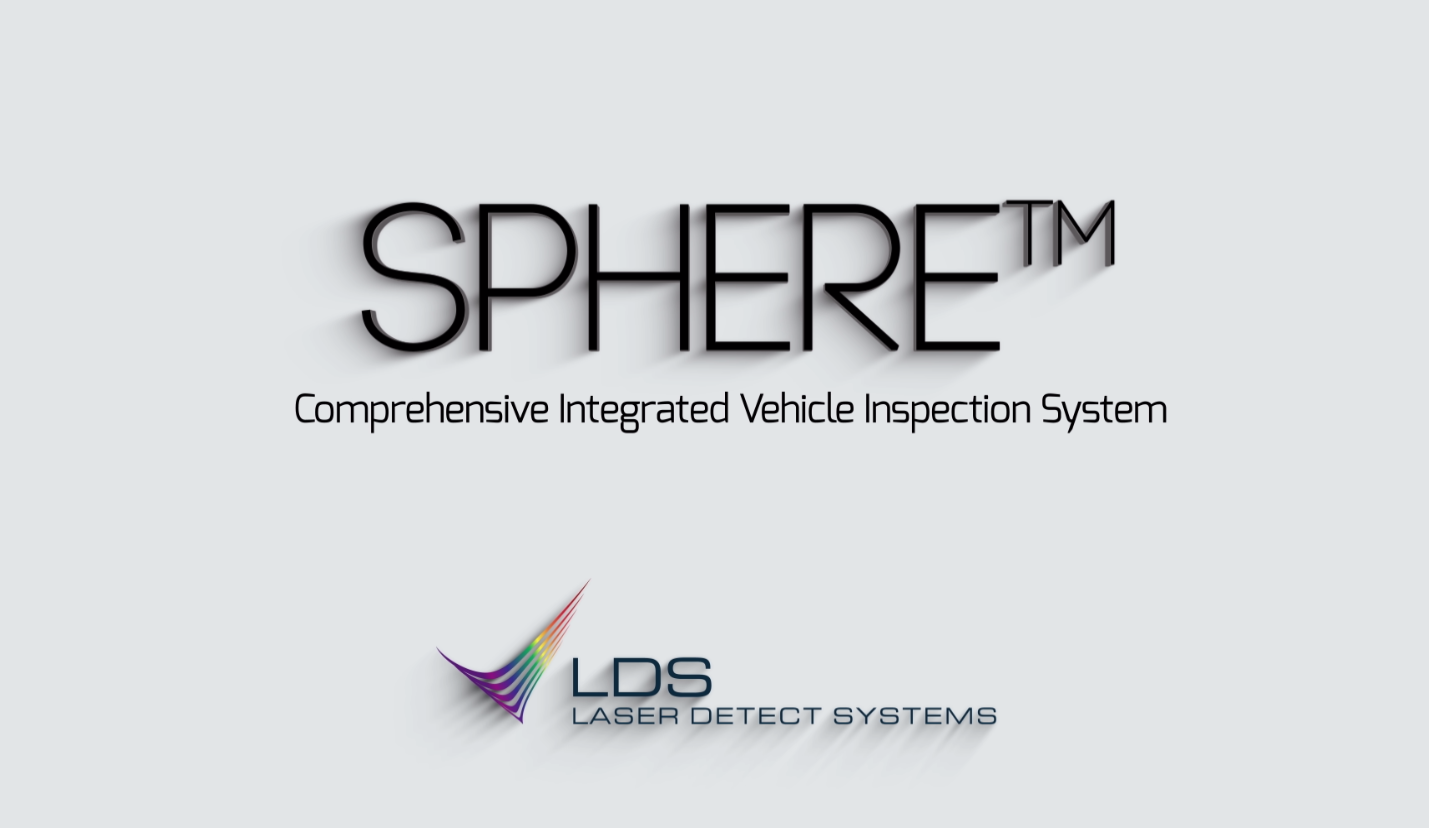 SPHERE™
Comprehensive Integrated Vehicle Inspection System
LDS
LASER DETECT SYSTEMS